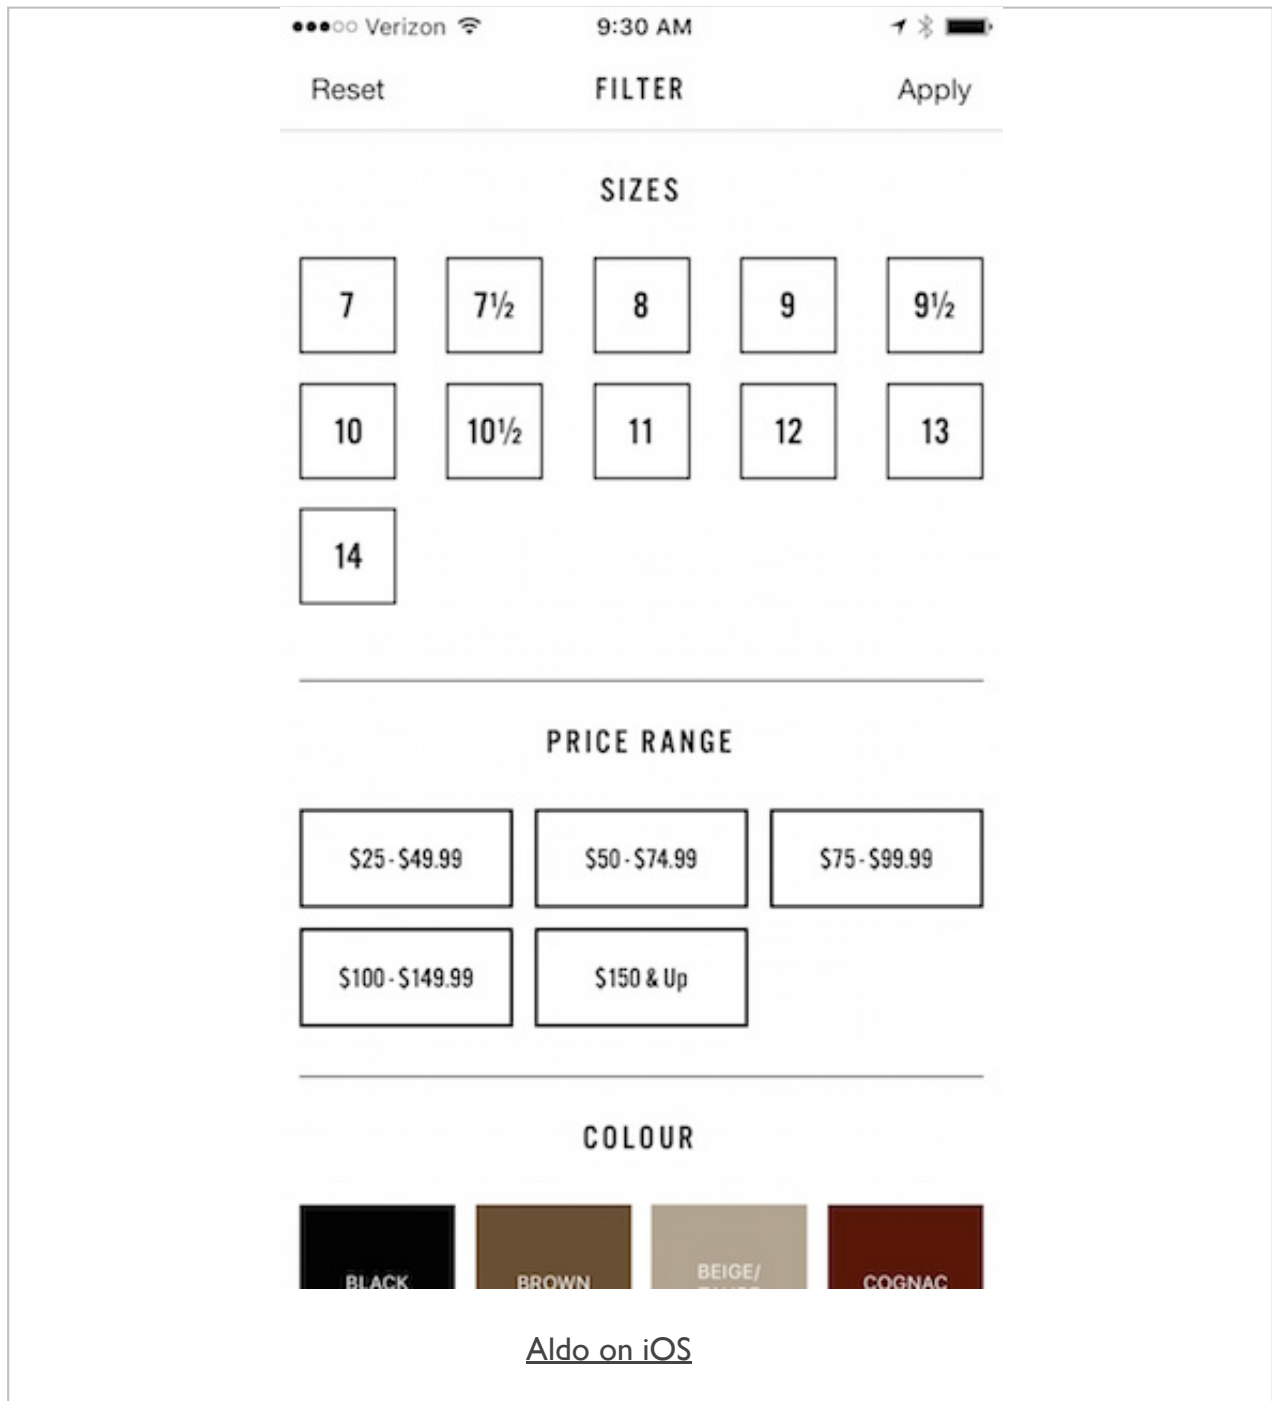 Verizon 9:30 AM
Reset FILTER Apply
SIZES
7 7½ 8 9 9½
10 10½ 11 12 13
14
PRICE RANGE
$25 - $49.99 $50 - $74.99 $75 - $99.99
$100 - $149.99 $150 & Up
COLOUR
BLACK BROWN BEIGE/ COGNAC
Aldo on iOS